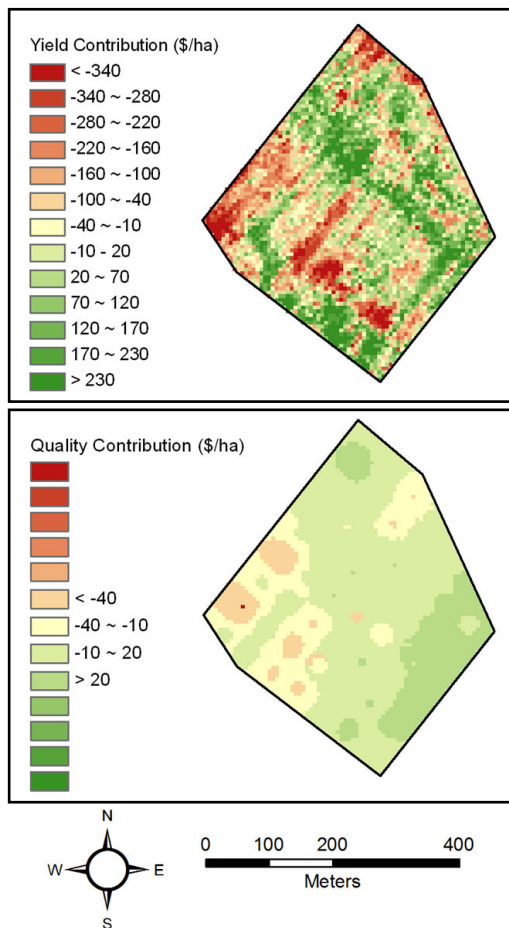 Yield Contribution ($/ha)
< -340
-340 ~ -280
-280 ~ -220
-220 ~ -160
-160 ~ -100
-100 ~ -40
-40 ~ -10
-10 - 20
20 ~ 70
70 ~ 120
120 ~ 170
170 ~ 230
> 230
Quality Contribution ($/ha)
< -40
-40 ~ -10
-10 ~ 20
> 20
N
W E
S
0 100 200 400
Meters